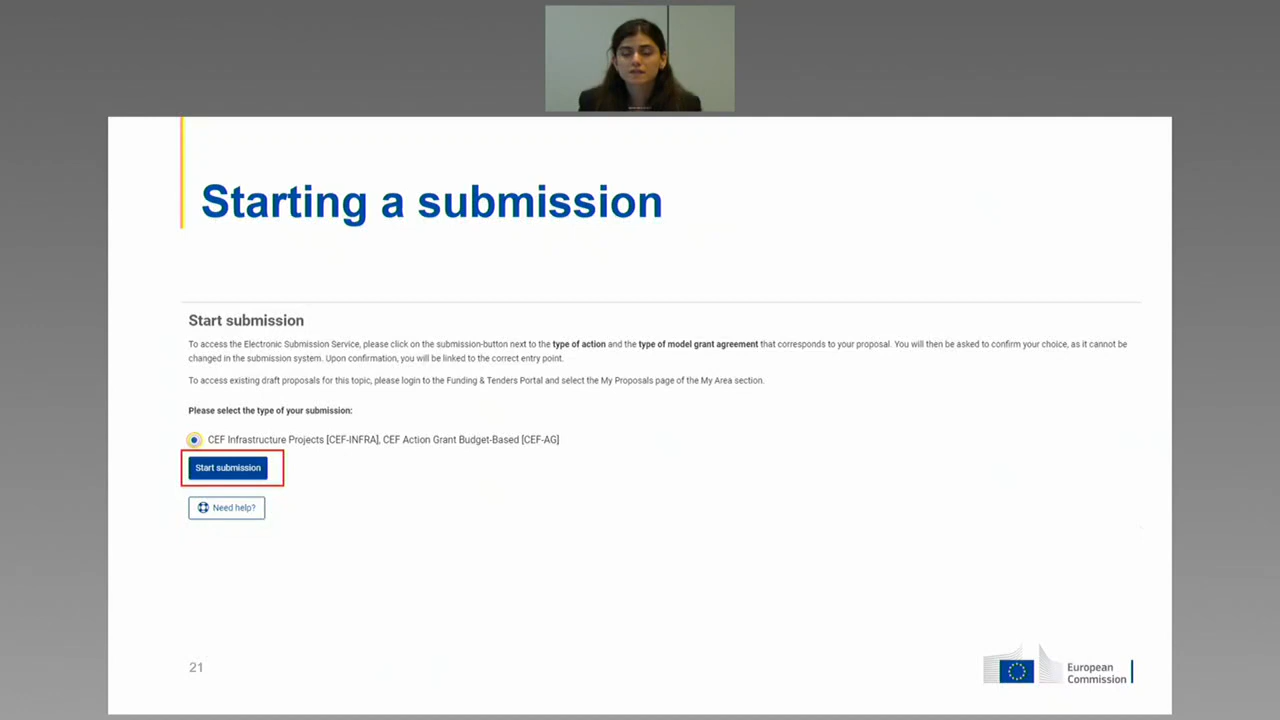 Starting a submission
Start submission
To access the Electronic Submission Service, please click on the submission-button next to the type of action and the type of model grant agreement that corresponds to your proposal. You will then be asked to confirm your choice, as it cannot be
changed in the submission system. Upon confirmation, you will be linked to the correct entry point.
To access existing draft proposals for this topic, please login to the Funding & Tenders Portal and select the My Proposals page of the My Area section.
Please select the type of your submission:
CEF Infrastructure Projects [CEF-INFRA], CEF Action Grant Budget-Based [CEF-AG]
Start submission
Need help?
21
European
Commission